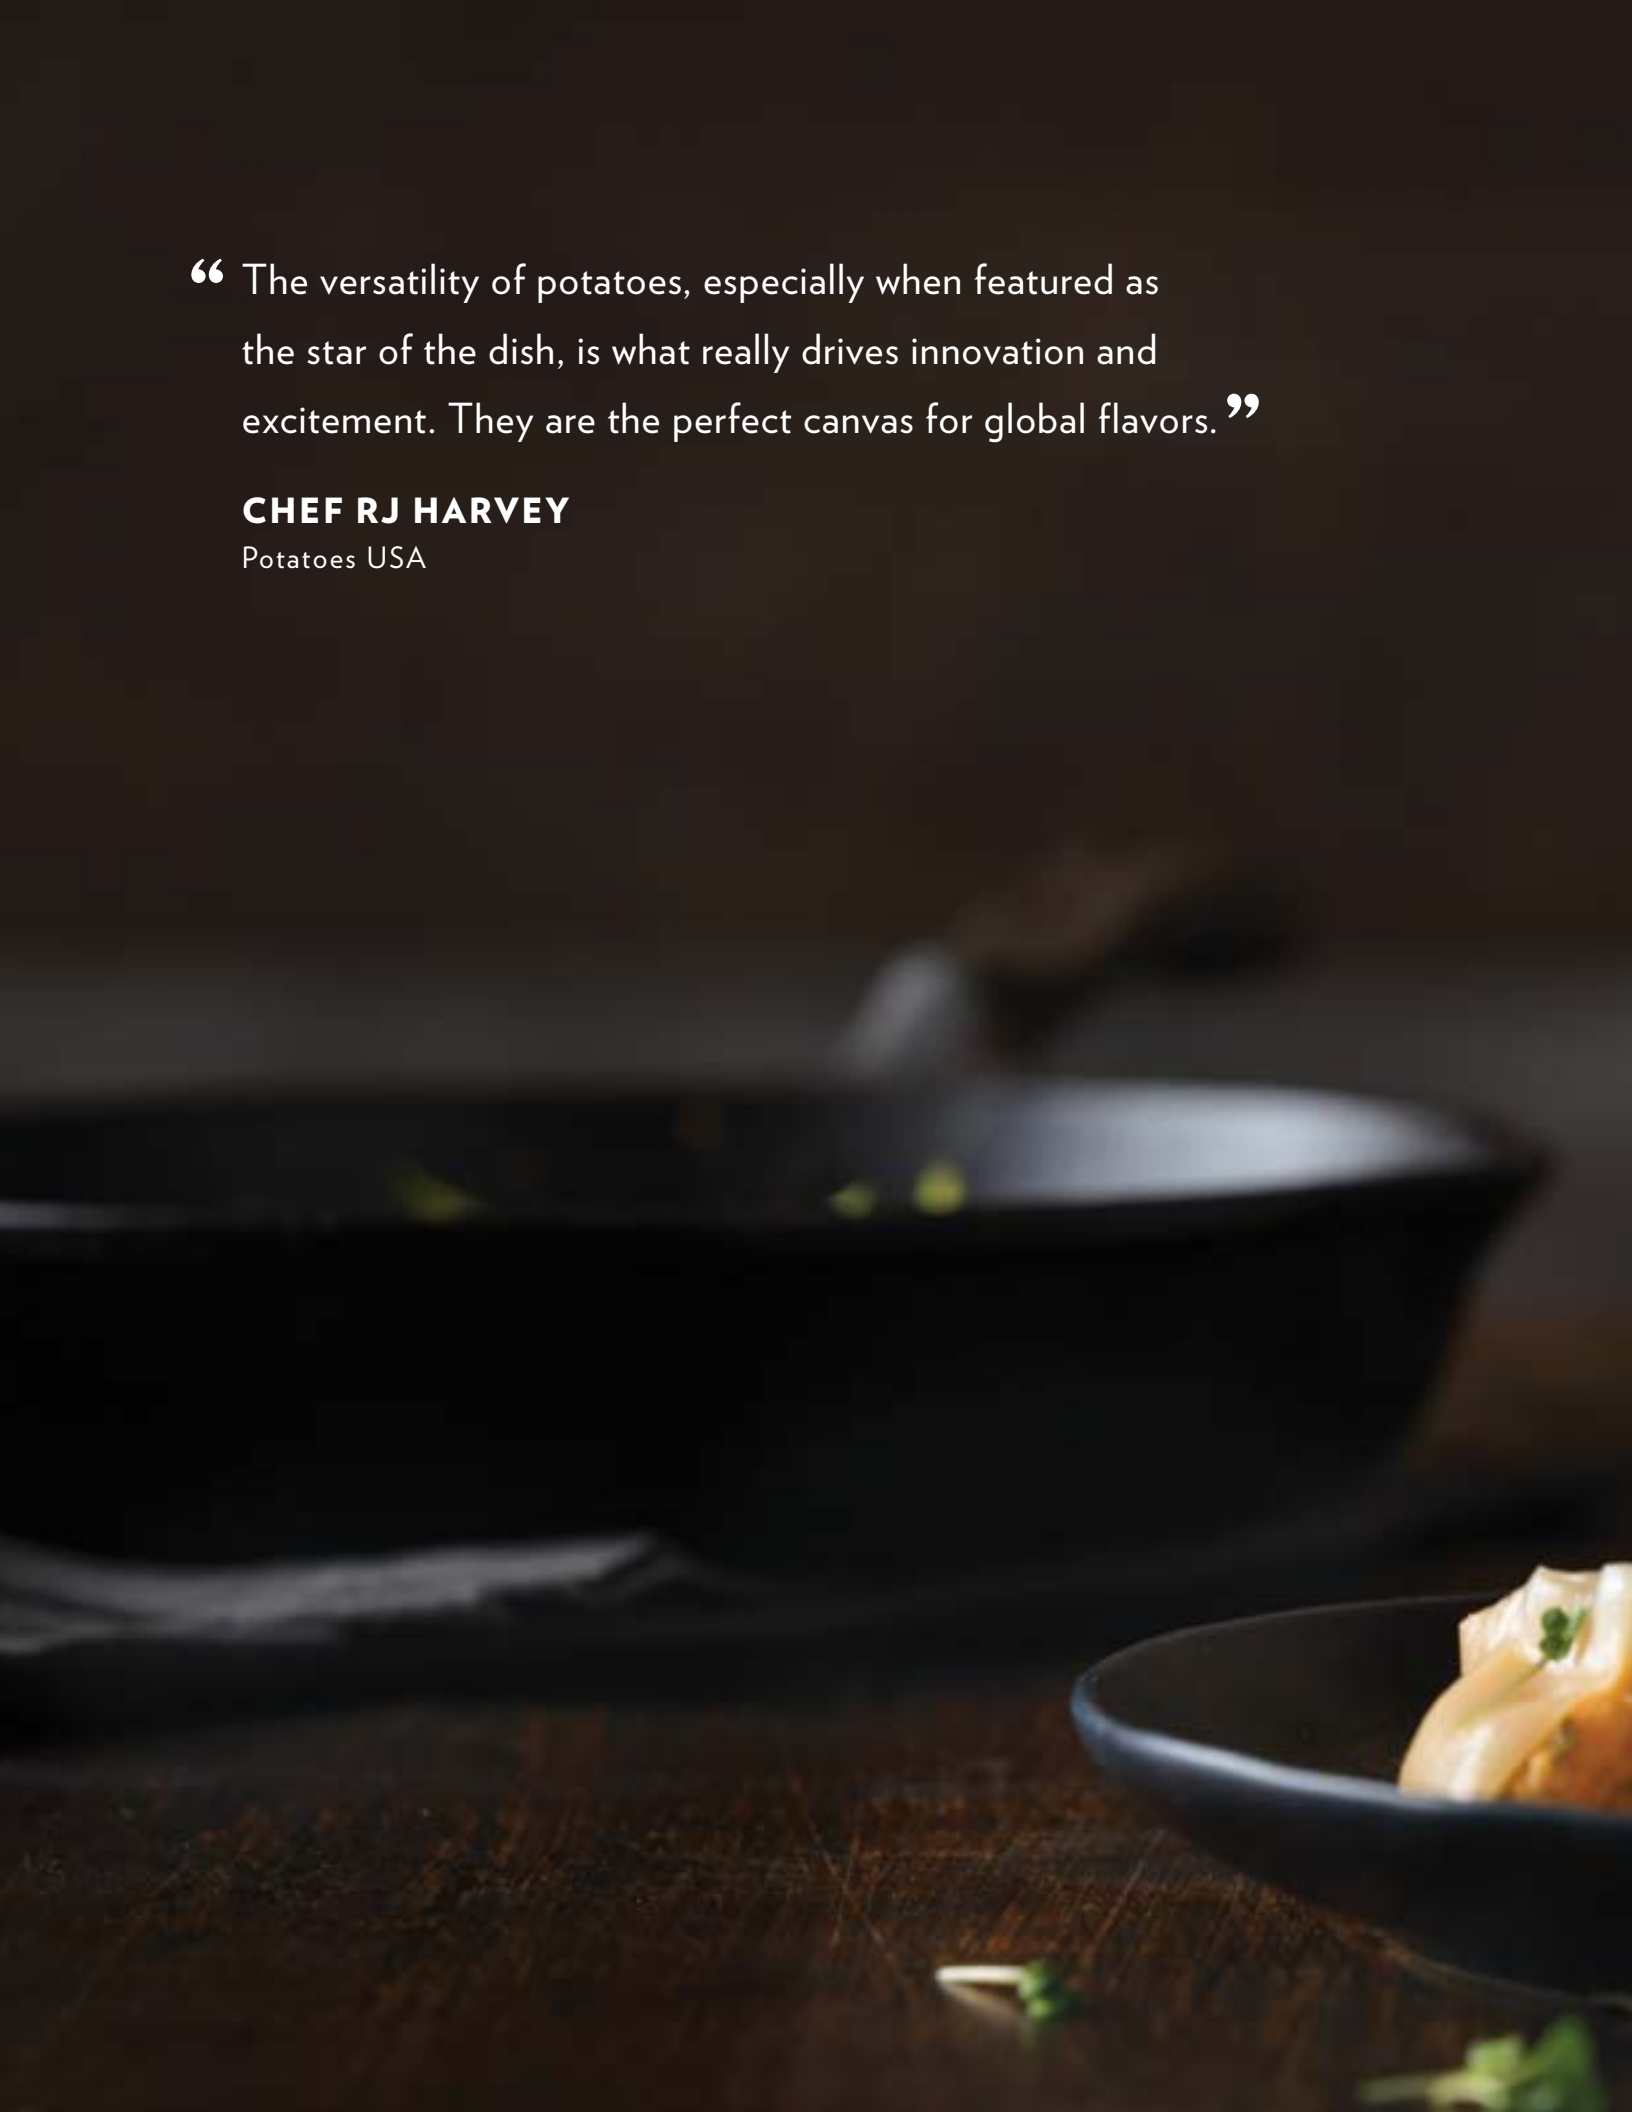 “ The versatility of potatoes, especially when featured as
the star of the dish, is what really drives innovation and
excitement. They are the perfect canvas for global flavors. ”
CHEF RJ HARVEY
Potatoes USA